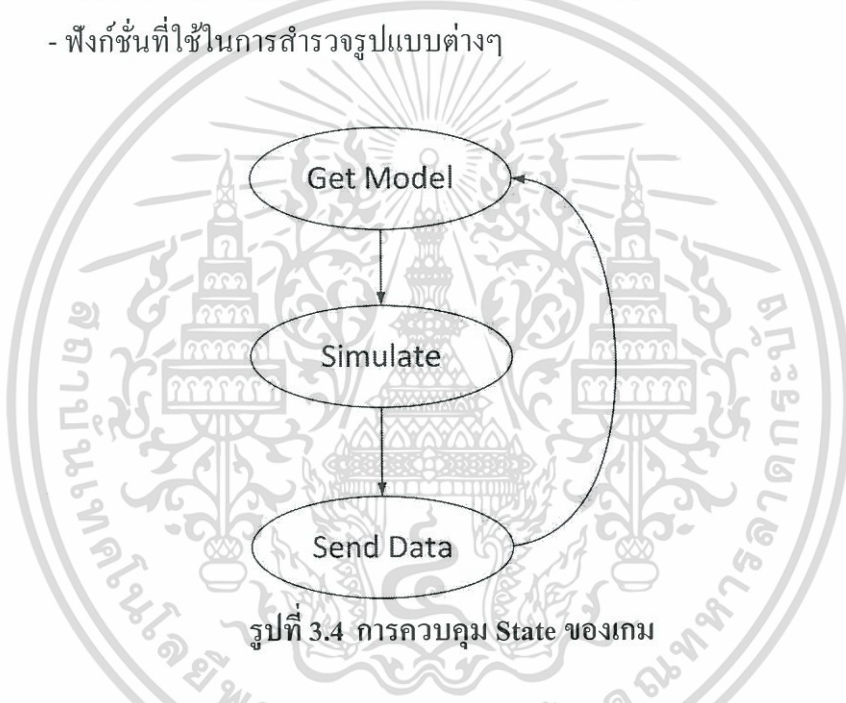 - ฟังก์ชั่นที่ใช้ในการสำรวจรูปแบบต่างๆ
Get Model
Simulate
Send Data
รูปที่ 3.4 การควบคุม State ของเกม